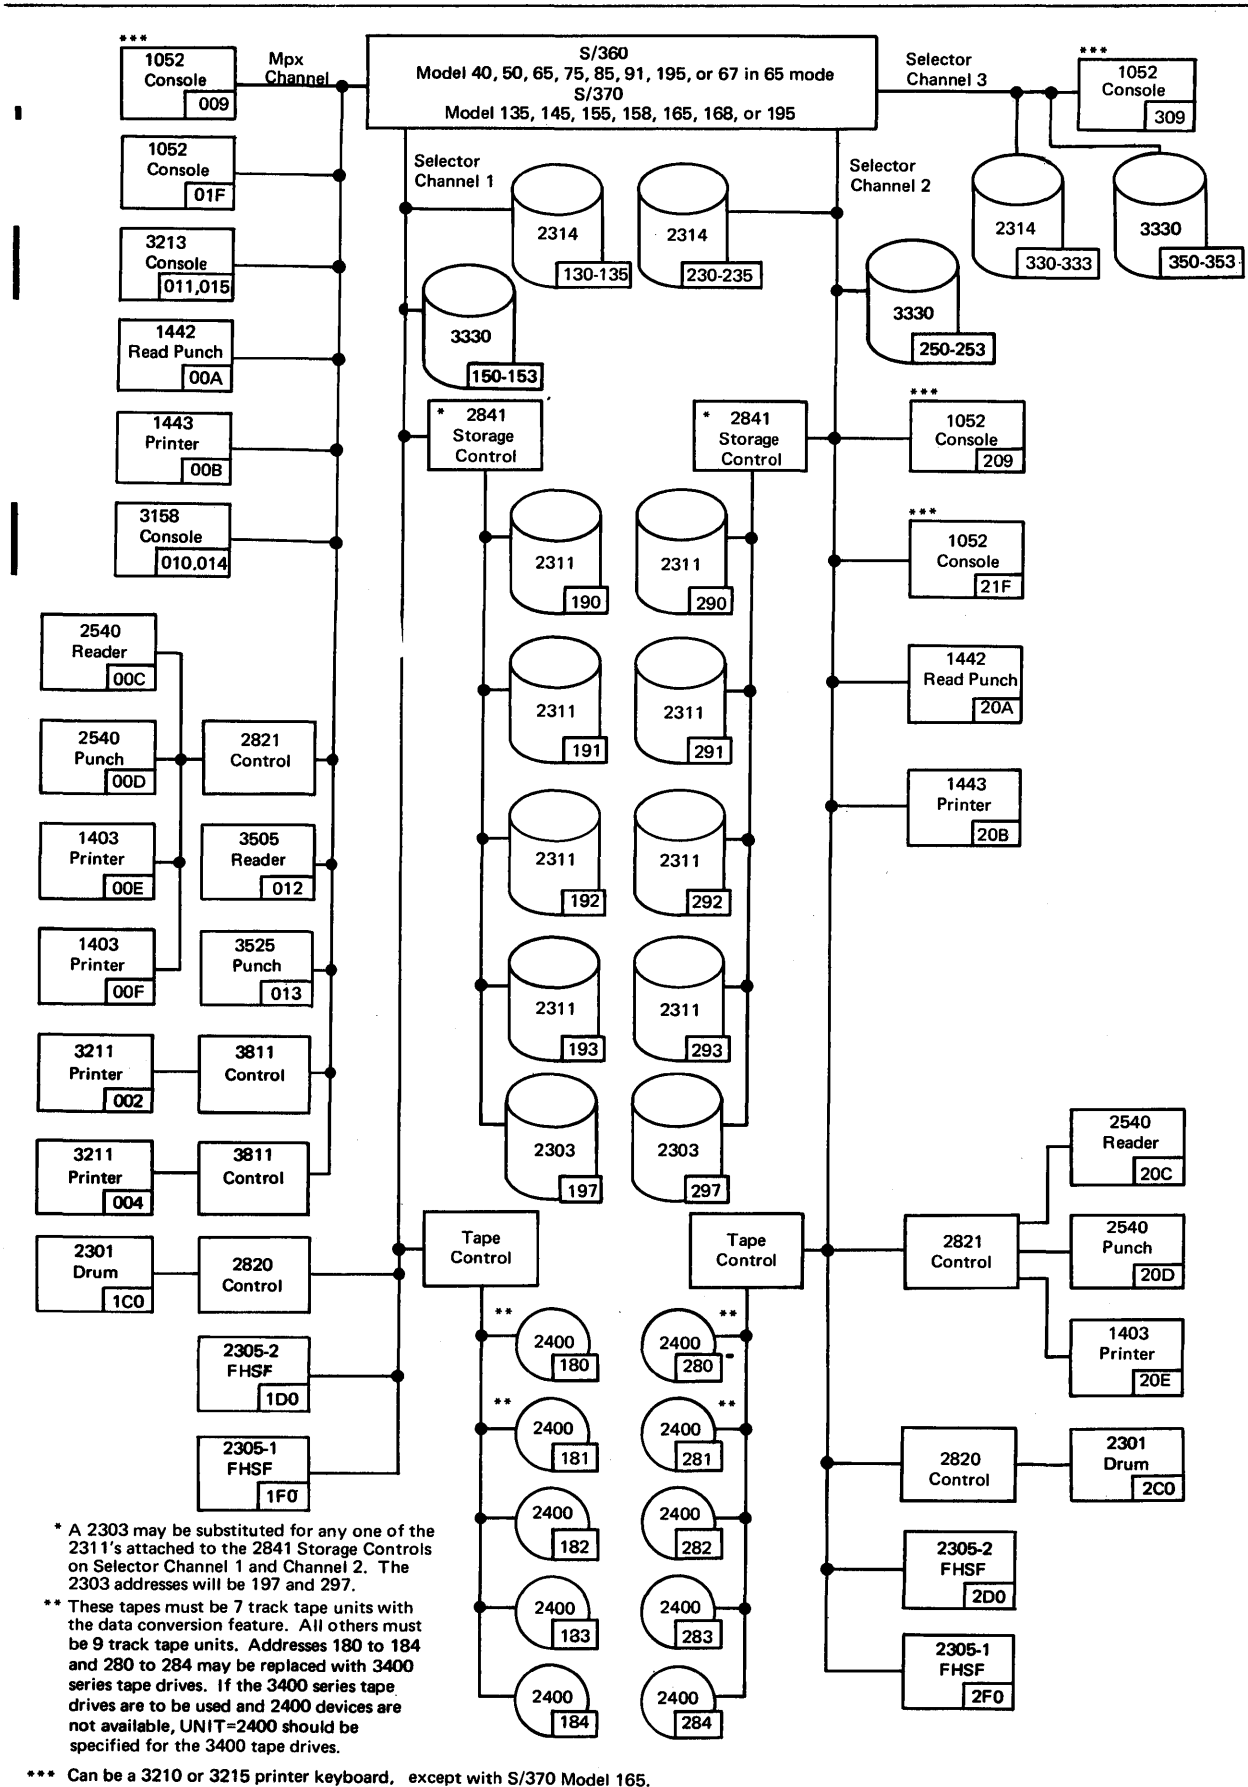 S/360
Model 40, 50, 65, 75, 85, 91, 195, or 67 in 65 mode
S/370
Model 135, 145, 155, 158, 165, 168, or 195
Mpx
Channel
***
1052
Console
009
1052
Console
01F
3213
Console
011,015
1442
Read Punch
00A
1443
Printer
00B
3158
Console
010,014
2540
Reader
00C
2540
Punch
00D
2821
Control
1403
Printer
00E
3505
Reader
012
1403
Printer
00F
3525
Punch
013
3211
Printer
002
3811
Control
3211
Printer
004
3811
Control
2301
Drum
1C0
2820
Control
2305-2
FHSF
1D0
2305-1
FHSF
1F0
Selector
Channel 1
2314
130-135
3330
150-153
* 2841
Storage
Control
2311
190
2311
191
2311
192
2311
193
2303
197
Tape
Control
**
2400
180
**
2400
181
2400
182
2400
183
2400
184
Selector
Channel 2
2314
230-235
3330
250-253
* 2841
Storage
Control
2311
290
2311
291
2311
292
2311
293
2303
297
Tape
Control
**
2400
280
**
2400
281
2400
282
2400
283
2400
284
***
1052
Console
209
***
1052
Console
21F
1442
Read Punch
20A
1443
Printer
20B
2821
Control
2540
Reader
20C
2540
Punch
20D
1403
Printer
20E
2820
Control
2301
Drum
2C0
2305-2
FHSF
2D0
2305-1
FHSF
2F0
Selector
Channel 3
***
1052
Console
309
2314
330-333
3330
350-353
* A 2303 may be substituted for any one of the
2311's attached to the 2841 Storage Controls
on Selector Channel 1 and Channel 2. The
2303 addresses will be 197 and 297.
** These tapes must be 7 track tape units with
the data conversion feature. All others must
be 9 track tape units. Addresses 180 to 184
and 280 to 284 may be replaced with 3400
series tape drives. If the 3400 series tape
drives are to be used and 2400 devices are
not available, UNIT=2400 should be
specified for the 3400 tape drives.
*** Can be a 3210 or 3215 printer keyboard, except with S/370 Model 165.